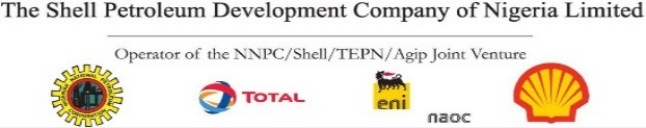 The Shell Petroleum Development Company of Nigeria Limited
Operator of the NNPC/Shell/TEPN/Agip Joint Venture
TOTAL
eni
naoc